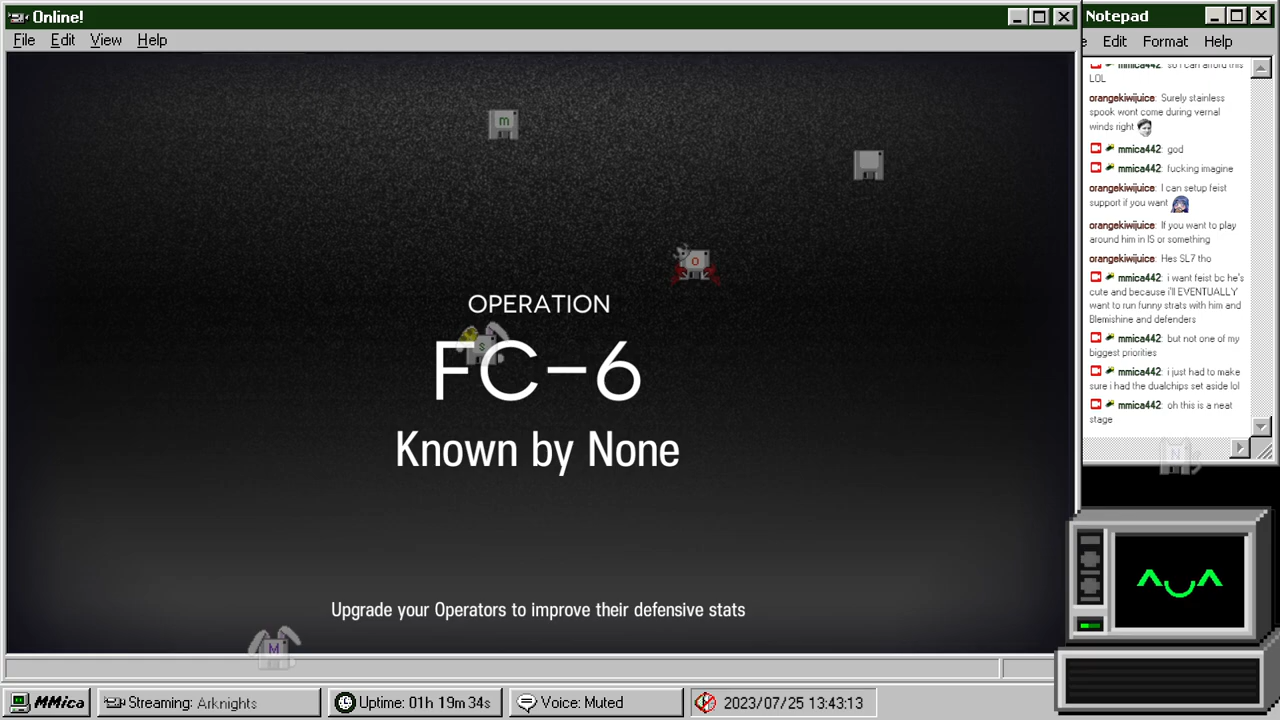 Online!
File Edit View Help
m
o
OPERATION
s
FC-6
Known by None
Upgrade your Operators to improve their defensive stats
M
Notepad
Edit Format Help
mmica442: so i can afford this
LOL
orangekiwijuice: Surely stainless
spook wont come during vernal
winds right
mmica442: god
mmica442: fucking imagine
orangekiwijuice: I can setup feist
support if you want
orangekiwijuice: If you want to play
around him in IS or something
orangekiwijuice: Hes SL7 tho
mmica442: i want feist bc he's
cute and because i'll EVENTUALLY
want to run funny strats with him and
Blemishine and defenders
mmica442: but not one of my
biggest priorities
mmica442: i just had to make
sure i had the dualchips set aside lol
mmica442: oh this is a neat
stage
N
MMica
Streaming: Arknights
Uptime: 01h 19m 34s
Voice: Muted
2023/07/25 13:43:13